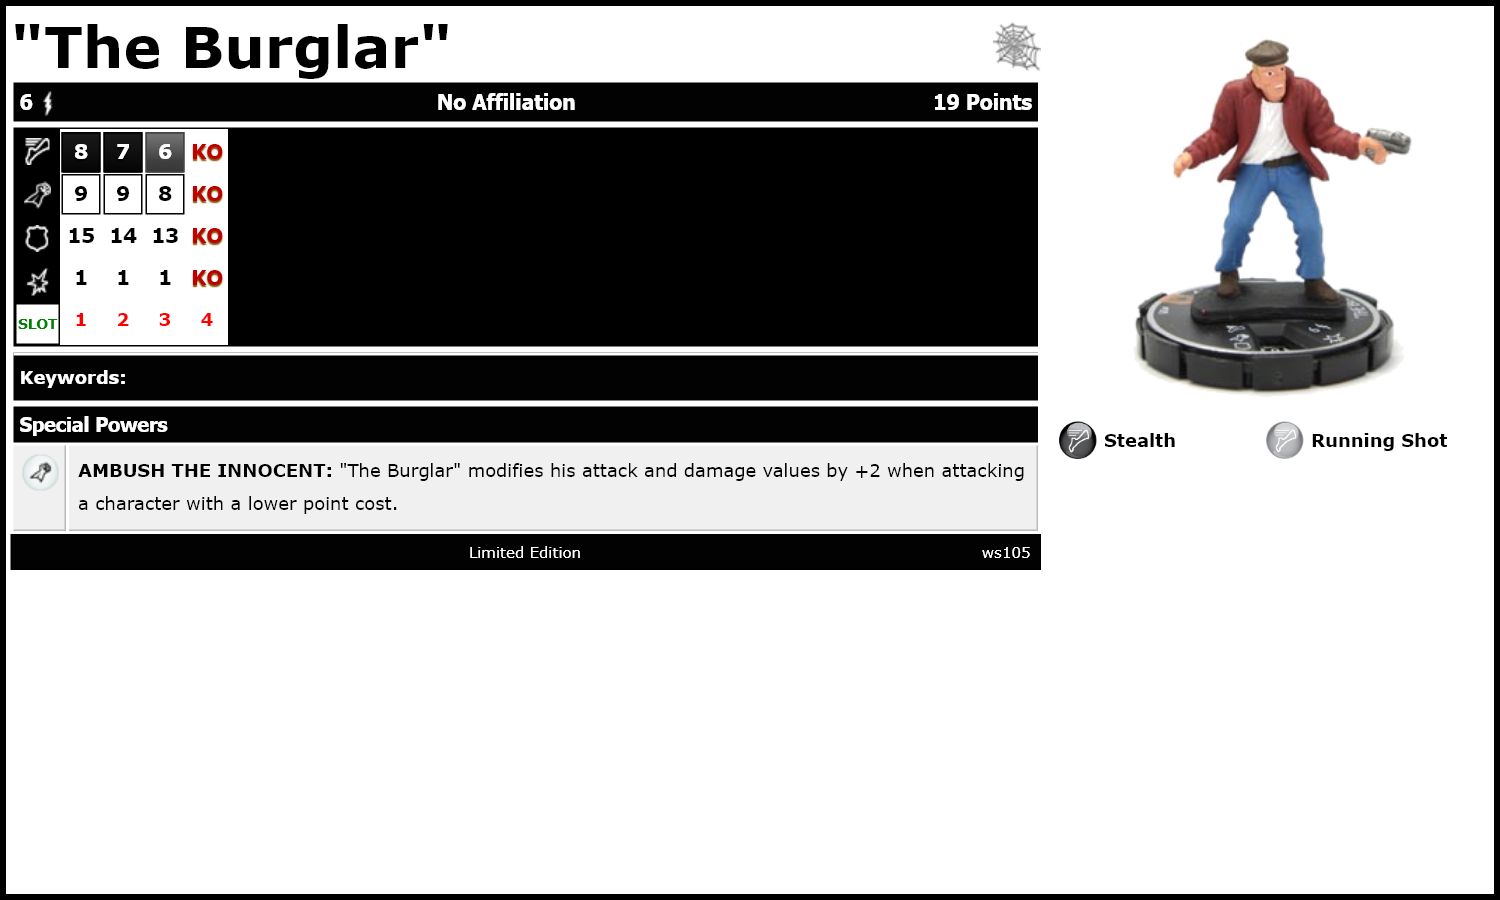 "The Burglar"
6 No Affiliation 19 Points
8 7 6 KO
9 9 8 KO
15 14 13 KO
1 1 1 KO
SLOT 1 2 3 4
Keywords:
Special Powers
AMBUSH THE INNOCENT: "The Burglar" modifies his attack and damage values by +2 when attacking
a character with a lower point cost.
Limited Edition ws105
Stealth Running Shot